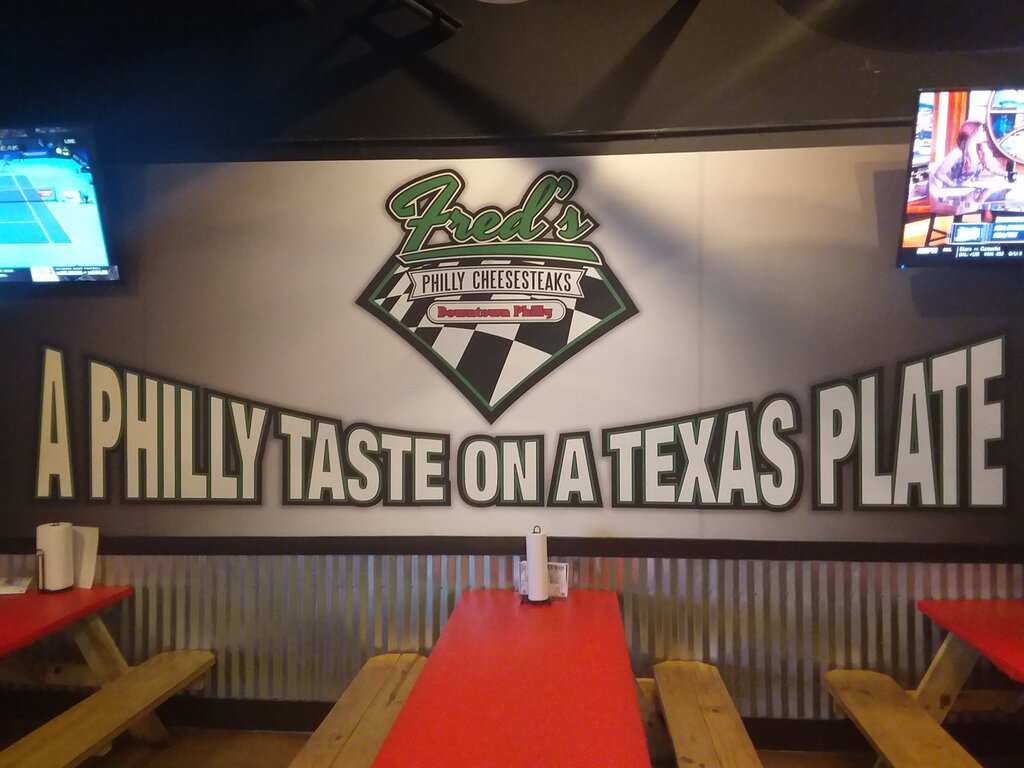 Fred's
PHILLY CHEESESTEAKS
Downtown Philly
A PHILLY TASTE ON A TEXAS PLATE